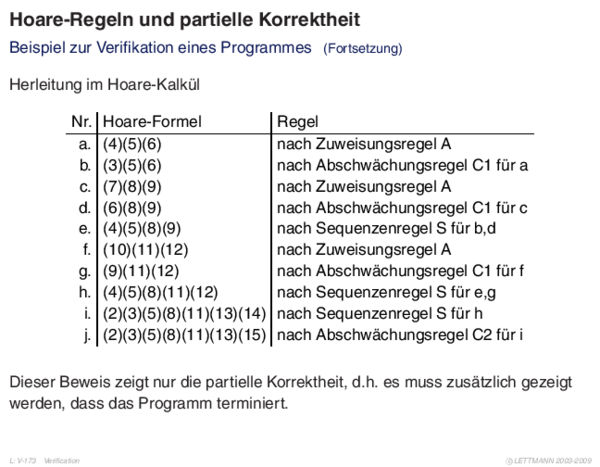 Hoare-Regeln und partielle Korrektheit
Beispiel zur Verifikation eines Programmes (Fortsetzung)
Herleitung im Hoare-Kalkül
Nr. Hoare-Formel Regel
a. (4)(5)(6) nach Zuweisungsregel A
b. (3)(5)(6) nach Abschwächungsregel C1 für a
c. (7)(8)(9) nach Zuweisungsregel A
d. (6)(8)(9) nach Abschwächungsregel C1 für c
e. (4)(5)(8)(9) nach Sequenzenregel S für b,d
f. (10)(11)(12) nach Zuweisungsregel A
g. (9)(11)(12) nach Abschwächungsregel C1 für f
h. (4)(5)(8)(11)(12) nach Sequenzenregel S für e,g
i. (2)(3)(5)(8)(11)(13)(14) nach Sequenzenregel S für h
j. (2)(3)(5)(8)(11)(13)(15) nach Abschwächungsregel C2 für i
Dieser Beweis zeigt nur die partielle Korrektheit, d.h. es muss zusätzlich gezeigt
werden, dass das Programm terminiert.
L: V-173 Verification © LETTMANN 2003-2009